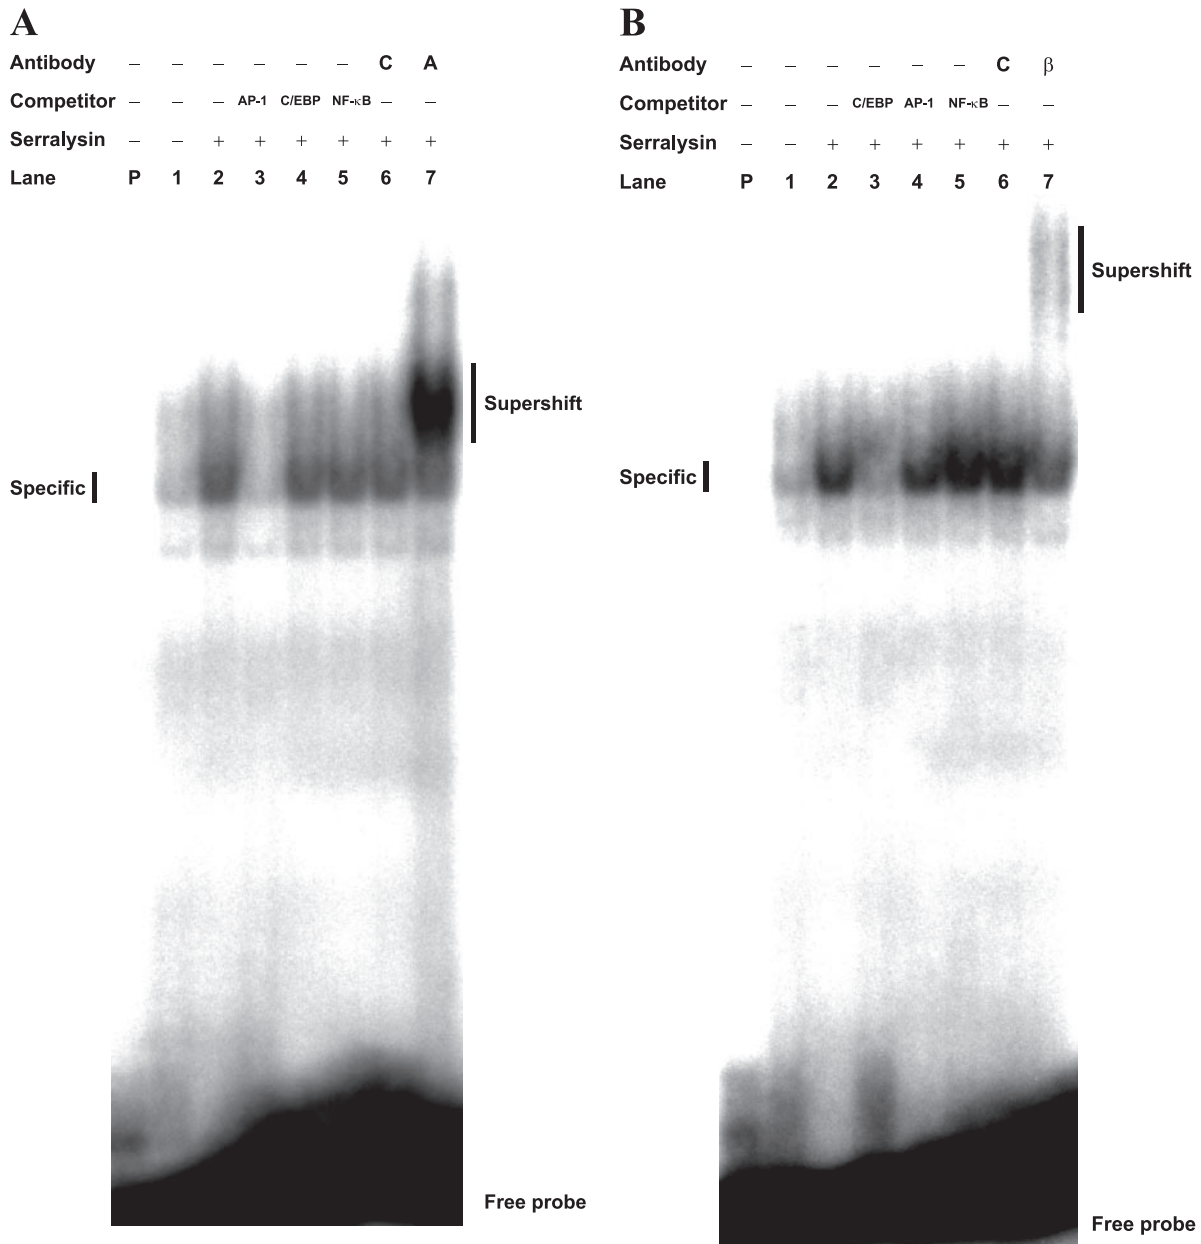 A
Antibody – – – – – – C A
Competitor – – – AP-1 C/EBP NF-κB – –
Serralysin – – + + + + + +
Lane P 1 2 3 4 5 6 7
Supershift
Specific
Free probe
B
Antibody – – – – – – C β
Competitor – – – C/EBP AP-1 NF-κB – –
Serralysin – – + + + + + +
Lane P 1 2 3 4 5 6 7
Supershift
Specific
Free probe